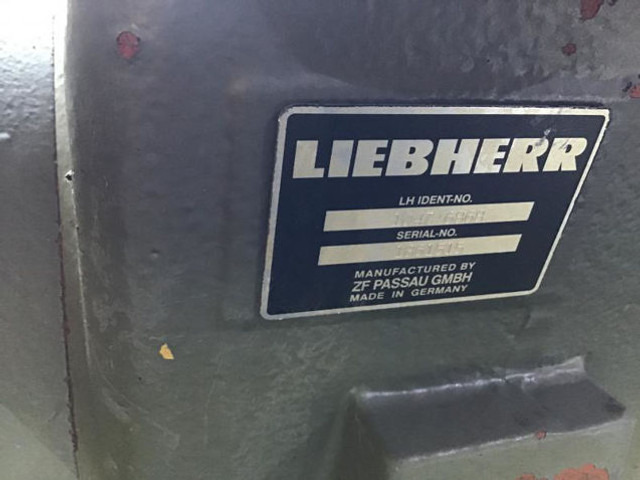 LIEBHERR
LH IDENT-NO.
SERIAL-NO.
MANUFACTURED BY
ZF PASSAU GMBH
MADE IN GERMANY